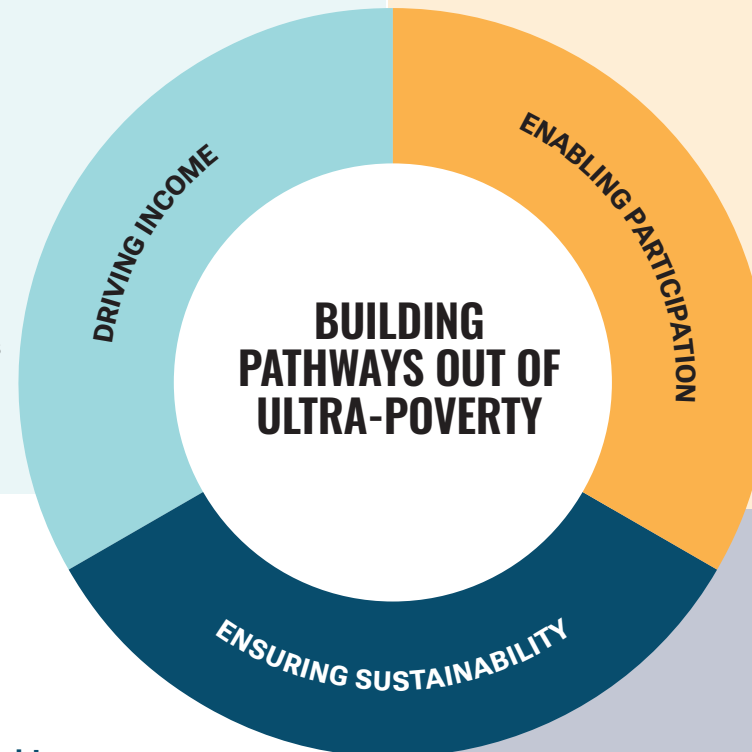 DRIVING INCOME
ENABLING PARTICIPATION
BUILDING
PATHWAYS OUT OF
ULTRA-POVERTY
ENSURING SUSTAINABILITY